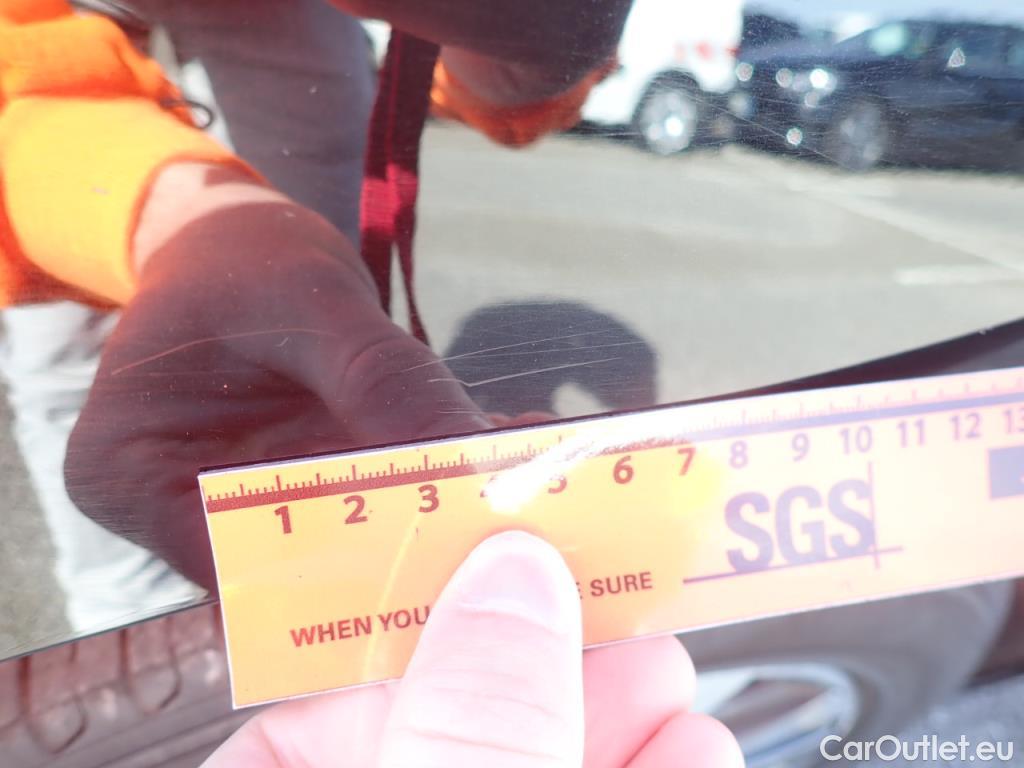 1 2 3 4 5 6 7 8 9 10 11 12 13
SGS
WHEN YOU E SURE
CarOutlet.eu